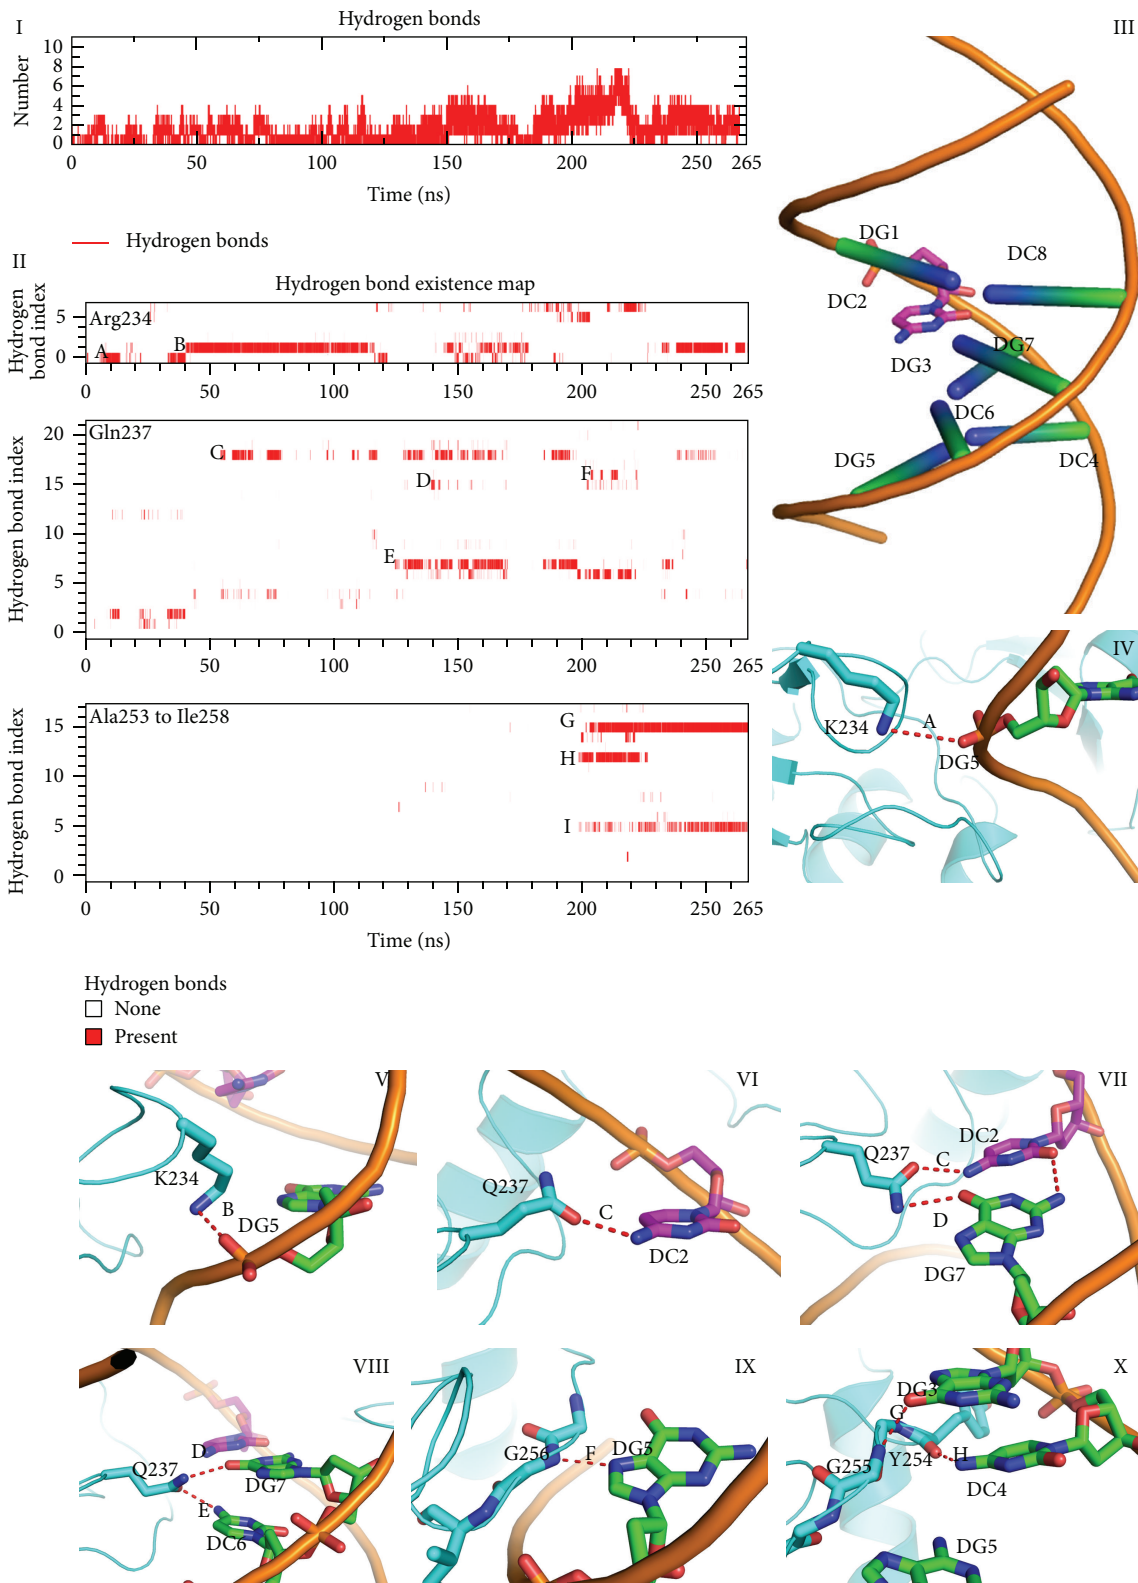 I
Hydrogen bonds
Number
10
8
6
4
2
0
0 50 100 150 200 250 265
Time (ns)
Hydrogen bonds
II
Hydrogen bond existence map
Hydrogen
bond index
5
0
Arg234
A
B
0 50 100 150 200 250 265
Hydrogen bond index
20
15
10
5
0
Gln237
C
D
F
E
0 50 100 150 200 250 265
Hydrogen bond index
15
10
5
0
Ala253 to Ile258
G
H
I
0 50 100 150 200 250 265
Time (ns)
Hydrogen bonds
None
Present
III
DG1
DC8
DC2
DG7
DG3
DC6
DG5
DC4
IV
K234
A
DG5
V
K234
B
DG5
VI
Q237
C
DC2
VII
DC2
Q237
C
D
DG7
VIII
D
Q237
DG7
E
DC6
IX
G256
F
DG5
X
DG3
G
Y254
H
G255
DC4
DG5